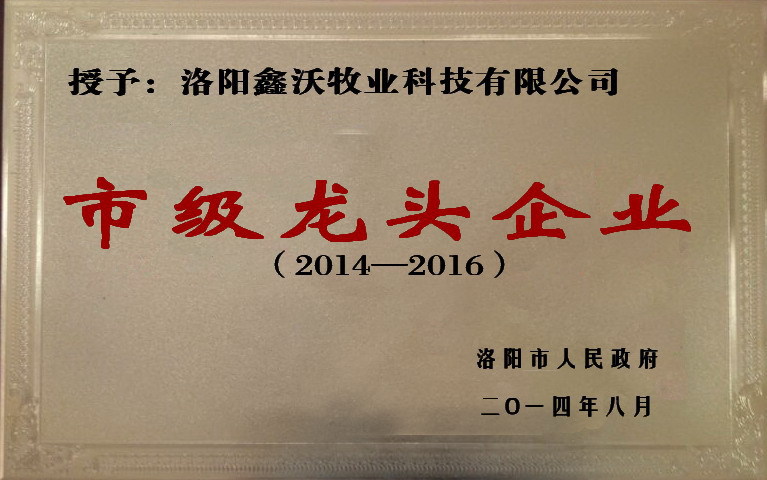 授予：洛阳鑫沃牧业科技有限公司
市级龙头企业
（2014—2016）
洛阳市人民政府
二0一四年八月